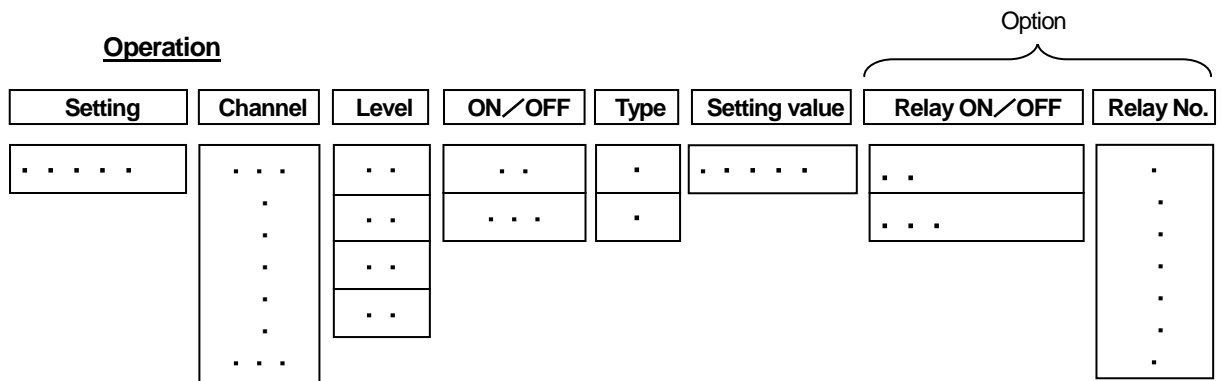 Option
Operation
Setting Channel Level ON／OFF Type Setting value Relay ON／OFF Relay No.